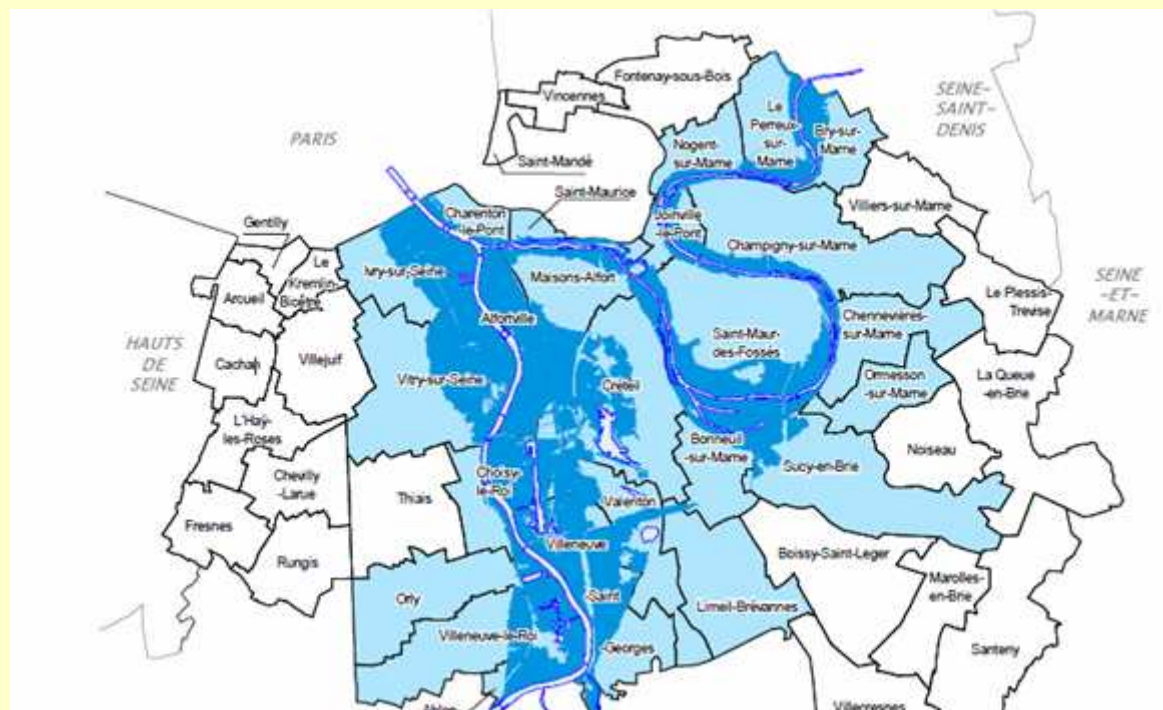 Fontenay-sous-Bois
Vincennes
SEINE-
SAINT-
DENIS
Le
Perreux-
sur-
Marne
Bry-sur-
Marne
PARIS
Nogent-
sur-Marne
Saint-Mandé
Saint-Maurice
Villiers-sur-Marne
Charenton
-le-Pont
Joinville
-le-Pont
Gentilly
Champigny-sur-Marne
Le
Kremlin-
Bicêtre
Ivry-sur-Seine
Maisons-Alfort
SEINE
-ET-
MARNE
Arcueil
Le Plessis-
Trevise
Alfortville
Chennevières-
sur-Marne
HAUTS
DE
SEINE
Cachan
Villejuif
Saint-Maur
-des-Fossés
Vitry-sur-Seine
Créteil
Ormesson
-sur-Marne
La Queue
-en-Brie
L'Haÿ-
les-Roses
Bonneuil
-sur-Marne
Noiseau
Chevilly
-Larue
Thiais
Choisy-
le-Roi
Sucy-en-Brie
Valenton
Fresnes
Rungis
Villeneuve
Boissy-Saint-Leger
Marolles-
en-Brie
Orly
-Saint
Limeil-Brévannes
Villeneuve-le-Roi
-Georges
Santeny
Ablon
Villecresnes